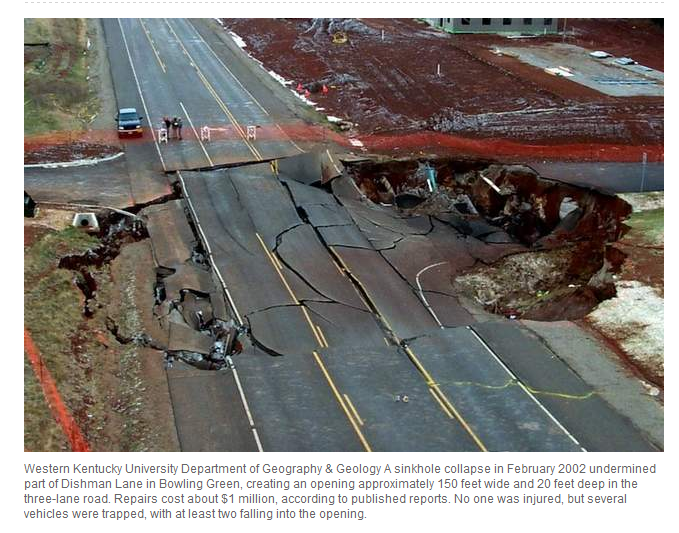 Western Kentucky University Department of Geography & Geology A sinkhole collapse in February 2002 undermined
part of Dishman Lane in Bowling Green, creating an opening approximately 150 feet wide and 20 feet deep in the
three-lane road. Repairs cost about $1 million, according to published reports. No one was injured, but several
vehicles were trapped, with at least two falling into the opening.